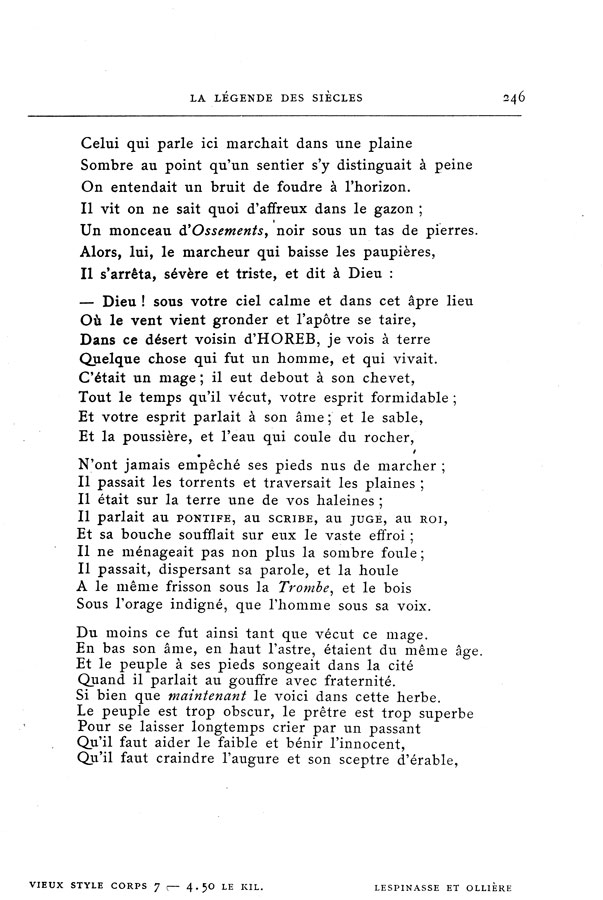 LA LÉGENDE DES SIÈCLES 246
Celui qui parle ici marchait dans une plaine
Sombre au point qu'un sentier s'y distinguait à peine
On entendait un bruit de foudre à l'horizon.
Il vit on ne sait quoi d'affreux dans le gazon ;
Un monceau d'Ossements, noir sous un tas de pierres.
Alors, lui, le marcheur qui baisse les paupières,
Il s'arrêta, sévère et triste, et dit à Dieu :
— Dieu ! sous votre ciel calme et dans cet âpre lieu
Où le vent vient gronder et l'apôtre se taire,
Dans ce désert voisin d'HOREB, je vois à terre
Quelque chose qui fut un homme, et qui vivait.
C'était un mage ; il eut debout à son chevet,
Tout le temps qu'il vécut, votre esprit formidable ;
Et votre esprit parlait à son âme ; et le sable,
Et la poussière, et l'eau qui coule du rocher,
N'ont jamais empêché ses pieds nus de marcher ;
Il passait les torrents et traversait les plaines ;
Il était sur la terre une de vos haleines ;
Il parlait au PONTIFE, au SCRIBE, au JUGE, au ROI,
Et sa bouche soufflait sur eux le vaste effroi ;
Il ne ménageait pas non plus la sombre foule ;
Il passait, dispersant sa parole, et la houle
A le même frisson sous la Trombe, et le bois
Sous l'orage indigné, que l'homme sous sa voix.
Du moins ce fut ainsi tant que vécut ce mage.
En bas son âme, en haut l'astre, étaient du même âge.
Et le peuple à ses pieds songeait dans la cité
Quand il parlait au gouffre avec fraternité.
Si bien que maintenant le voici dans cette herbe.
Le peuple est trop obscur, le prêtre est trop superbe
Pour se laisser longtemps crier par un passant
Qu'il faut aider le faible et bénir l'innocent,
Qu'il faut craindre l'augure et son sceptre d'érable,
VIEUX STYLE CORPS 7 — 4.50 LE KIL. LESPINASSE ET OLLIÈRE